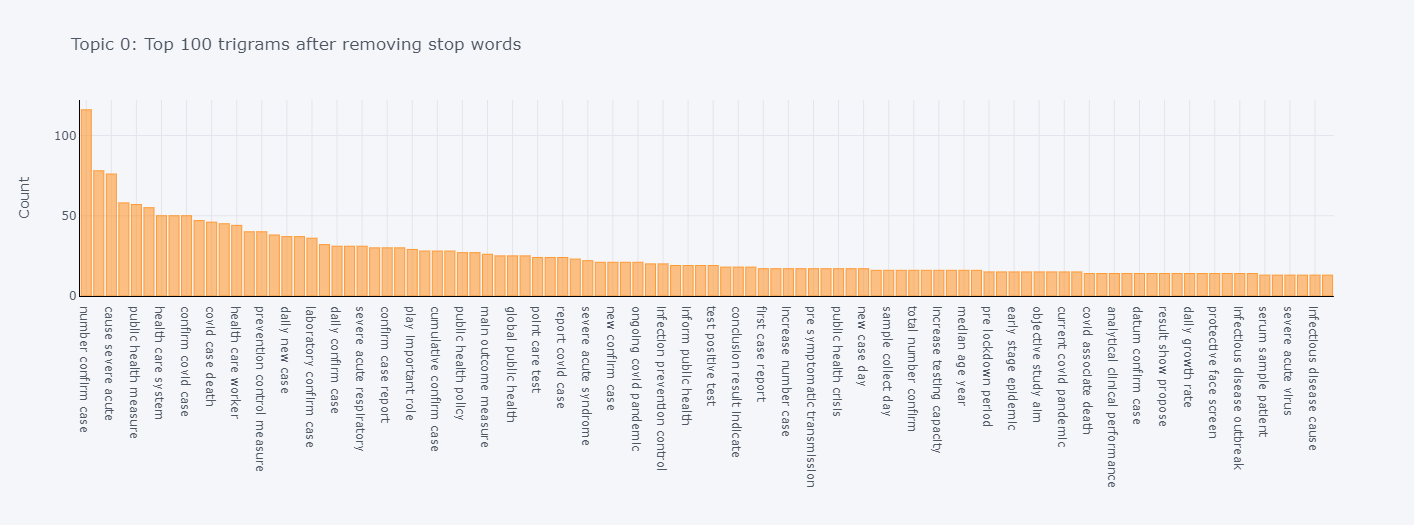 Topic 0: Top 100 trigrams after removing stop words
Count
100
50
0
number confirm case
cause severe acute
public health measure
health care system
confirm covid case
covid case death
health care worker
prevention control measure
daily new case
laboratory confirm case
daily confirm case
severe acute respiratory
confirm case report
play important role
cumulative confirm case
public health policy
main outcome measure
global public health
point care test
report covid case
severe acute syndrome
new confirm case
ongoing covid pandemic
infection prevention control
inform public health
test positive test
conclusion result indicate
first case report
increase number case
pre symptomatic transmission
public health crisis
new case day
sample collect day
total number confirm
increase testing capacity
median age year
pre lockdown period
early stage epidemic
objective study aim
current covid pandemic
covid associate death
analytical clinical performance
datum confirm case
result show propose
daily growth rate
protective face screen
infectious disease outbreak
serum sample patient
severe acute virus
infectious disease cause